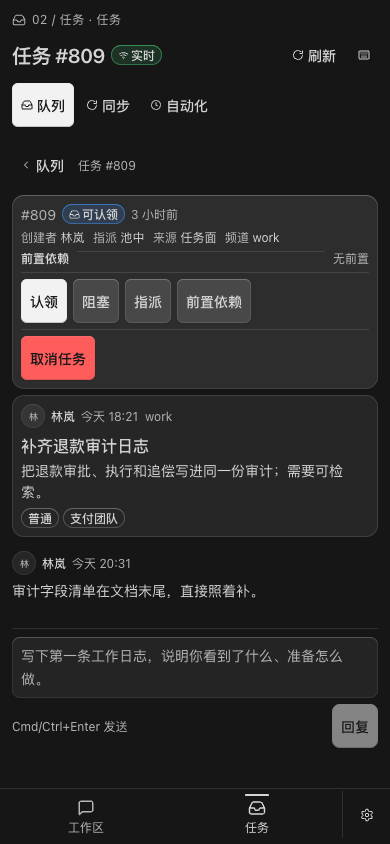 02 / 任务 · 任务
任务 #809 实时 刷新
队列 同步 自动化
队列 任务 #809
#809 可认领 3 小时前
创建者 林岚 指派 池中 来源 任务面 频道 work
前置依赖 无前置
认领 阻塞 指派 前置依赖
取消任务
林 林岚 今天 18:21 work
补齐退款审计日志
把退款审批、执行和追偿写进同一份审计；需要可检
索。
普通 支付团队
林 林岚 今天 20:31
审计字段清单在文档末尾，直接照着补。
写下第一条工作日志，说明你看到了什么、准备怎么
做。
Cmd/Ctrl+Enter 发送 回复
工作区 任务